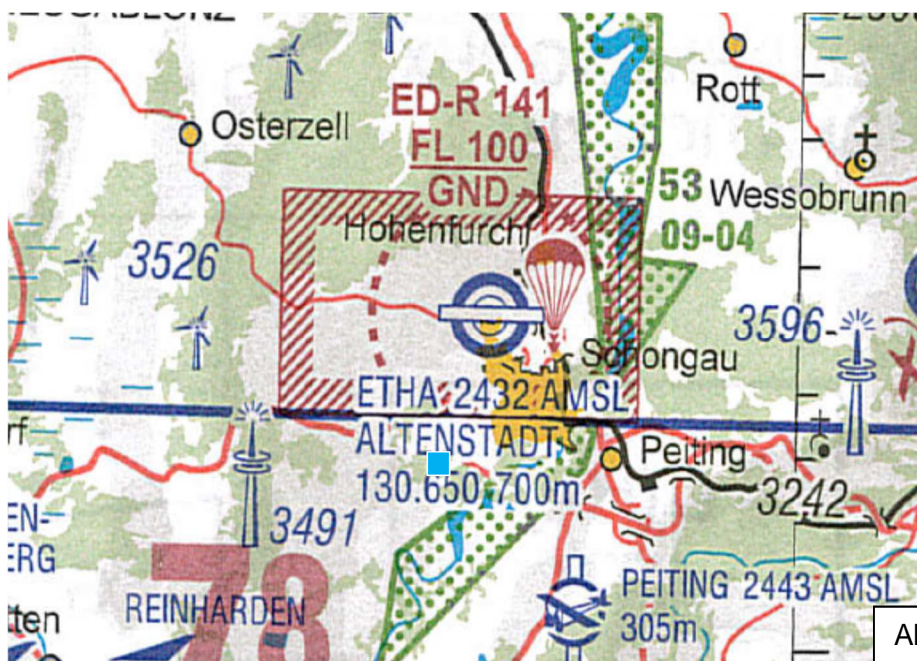 Osterzell
ED-R 141
FL 100
GND
Rott
53
Wessobrunn
09-04
Hohenfurch
3526
3596
Schongau
ETHA 2432 AMSL
ALTENSTADT
130.650 700m
Peiting
3242
3491
EN-
ERG
78
REINHARDEN
PEITING 2443 AMSL
305m
tten